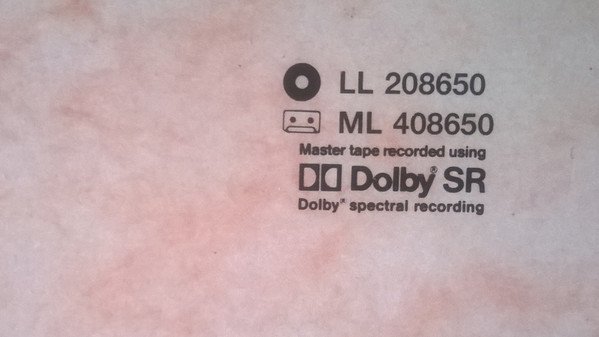 LL 208650
ML 408650
Master tape recorded using
Dolby® SR
Dolby® spectral recording